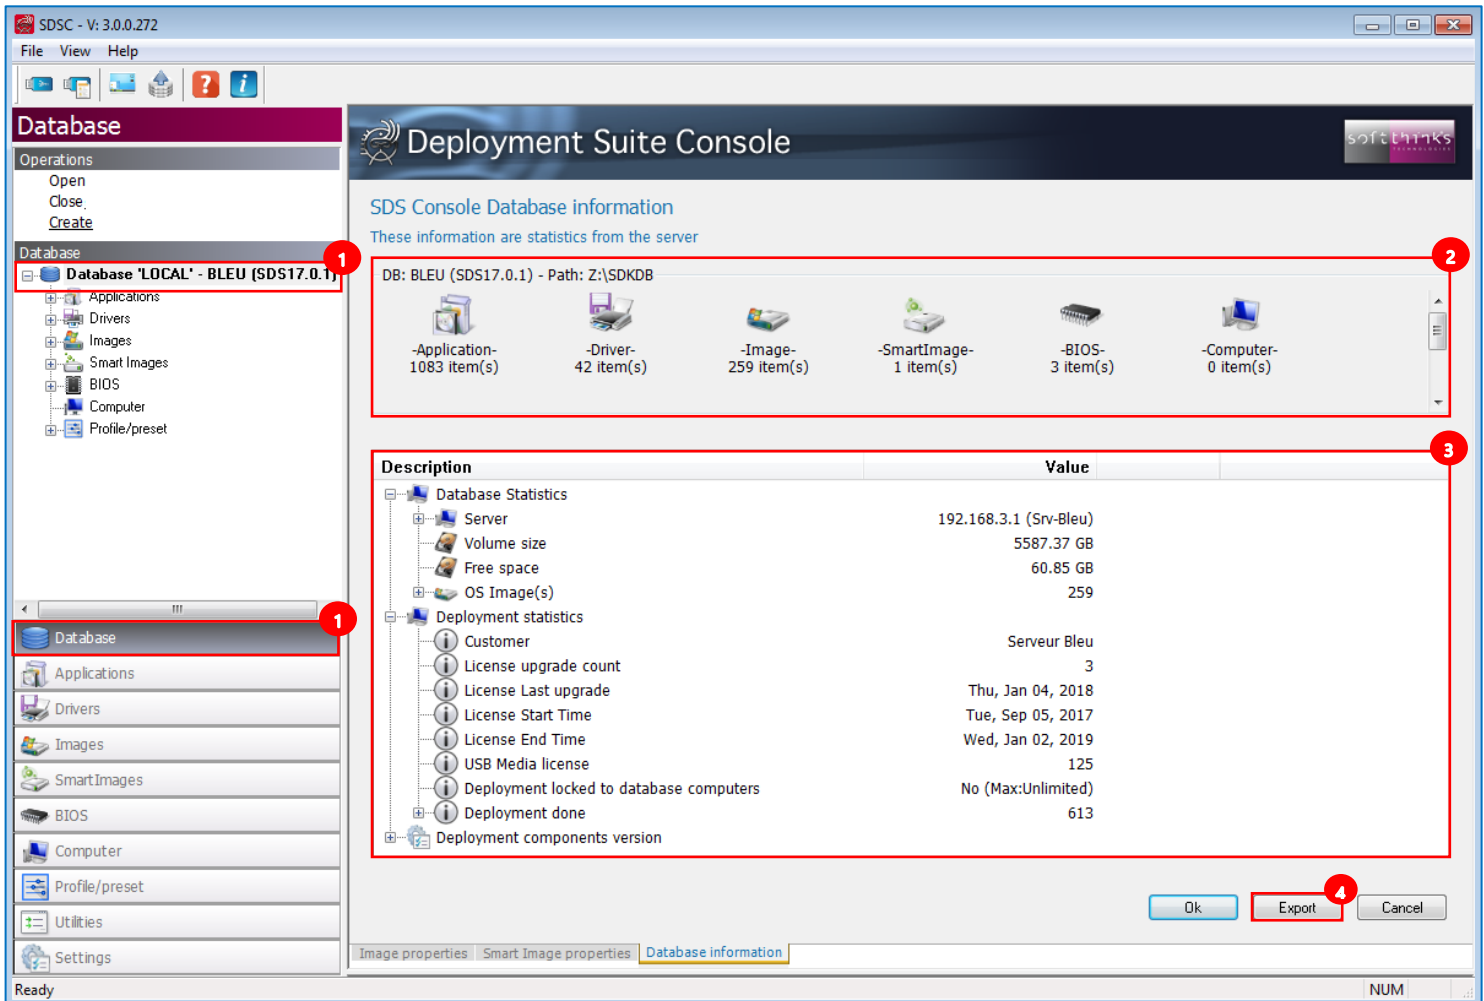 SDSC - V: 3.0.0.272
File View Help
Database
Operations
Open
Close
Create
Database
1
Database 'LOCAL' - BLEU (SDS17.0.1)
Applications
Drivers
Images
Smart Images
BIOS
Computer
Profile/preset
1
Database
Applications
Drivers
Images
SmartImages
BIOS
Computer
Profile/preset
Utilities
Settings
Deployment Suite Console
softthinks
TECHNOLOGIES
SDS Console Database information
These information are statistics from the server
2
DB: BLEU (SDS17.0.1) - Path: Z:\SDKDB
-Application- -Driver- -Image- -SmartImage- -BIOS- -Computer-
1083 item(s) 42 item(s) 259 item(s) 1 item(s) 3 item(s) 0 item(s)
3
Description Value
Database Statistics
Server 192.168.3.1 (Srv-Bleu)
Volume size 5587.37 GB
Free space 60.85 GB
OS Image(s) 259
Deployment statistics
Customer Serveur Bleu
License upgrade count 3
License Last upgrade Thu, Jan 04, 2018
License Start Time Tue, Sep 05, 2017
License End Time Wed, Jan 02, 2019
USB Media license 125
Deployment locked to database computers No (Max:Unlimited)
Deployment done 613
Deployment components version
4
Ok Export Cancel
Image properties Smart Image properties Database information
Ready NUM